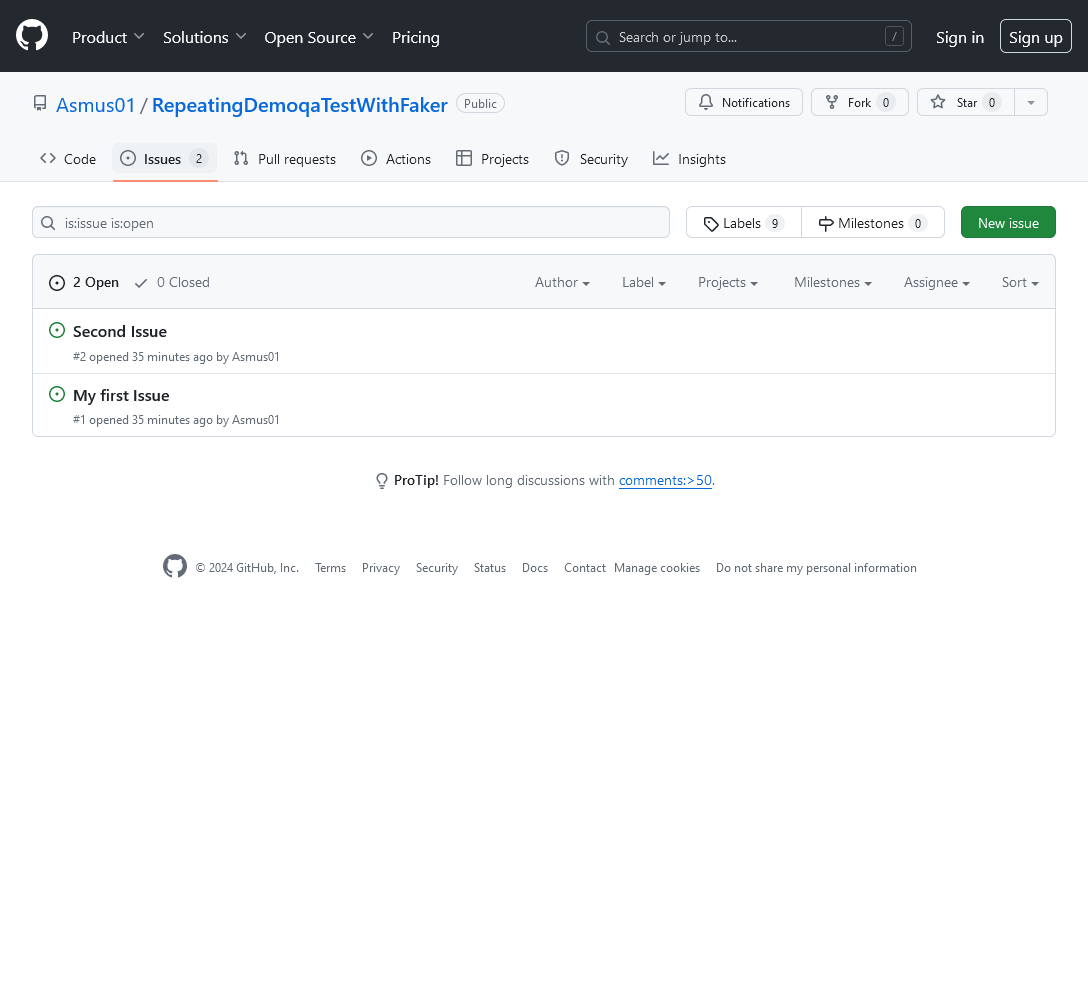 Product Solutions Open Source Pricing Search or jump to... / Sign in Sign up
Asmus01 / RepeatingDemoqaTestWithFaker Public Notifications Fork 0 Star 0
Code Issues 2 Pull requests Actions Projects Security Insights
is:issue is:open Labels 9 Milestones 0 New issue
2 Open 0 Closed Author Label Projects Milestones Assignee Sort
Second Issue
#2 opened 35 minutes ago by Asmus01
My first Issue
#1 opened 35 minutes ago by Asmus01
ProTip! Follow long discussions with comments:>50.
© 2024 GitHub, Inc. Terms Privacy Security Status Docs Contact Manage cookies Do not share my personal information